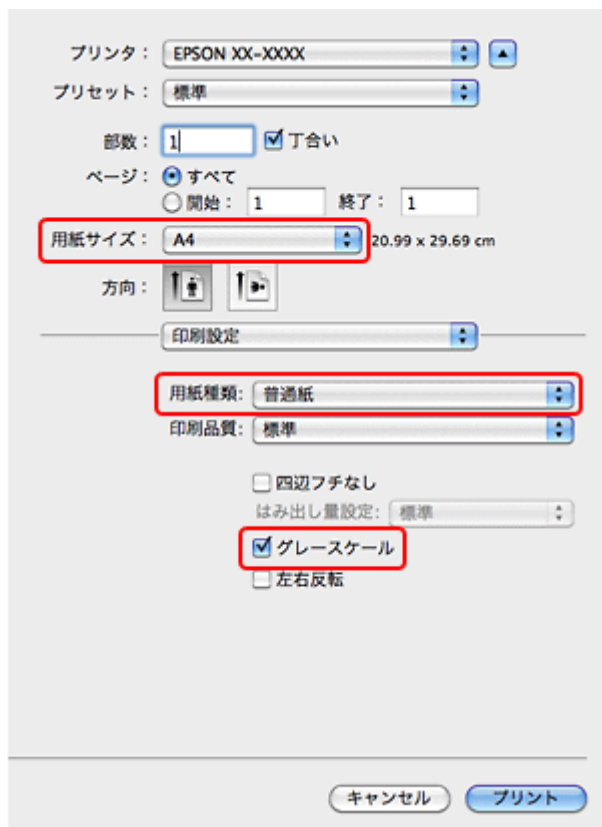 プリンタ： EPSON XX-XXXX
プリセット： 標準
部数： 1 丁合い
ページ： すべて
開始： 1 終了： 1
用紙サイズ： A4 20.99 x 29.69 cm
方向：
印刷設定
用紙種類: 普通紙
印刷品質: 標準
四辺フチなし
はみ出し量設定: 標準
グレースケール
左右反転
キャンセル プリント